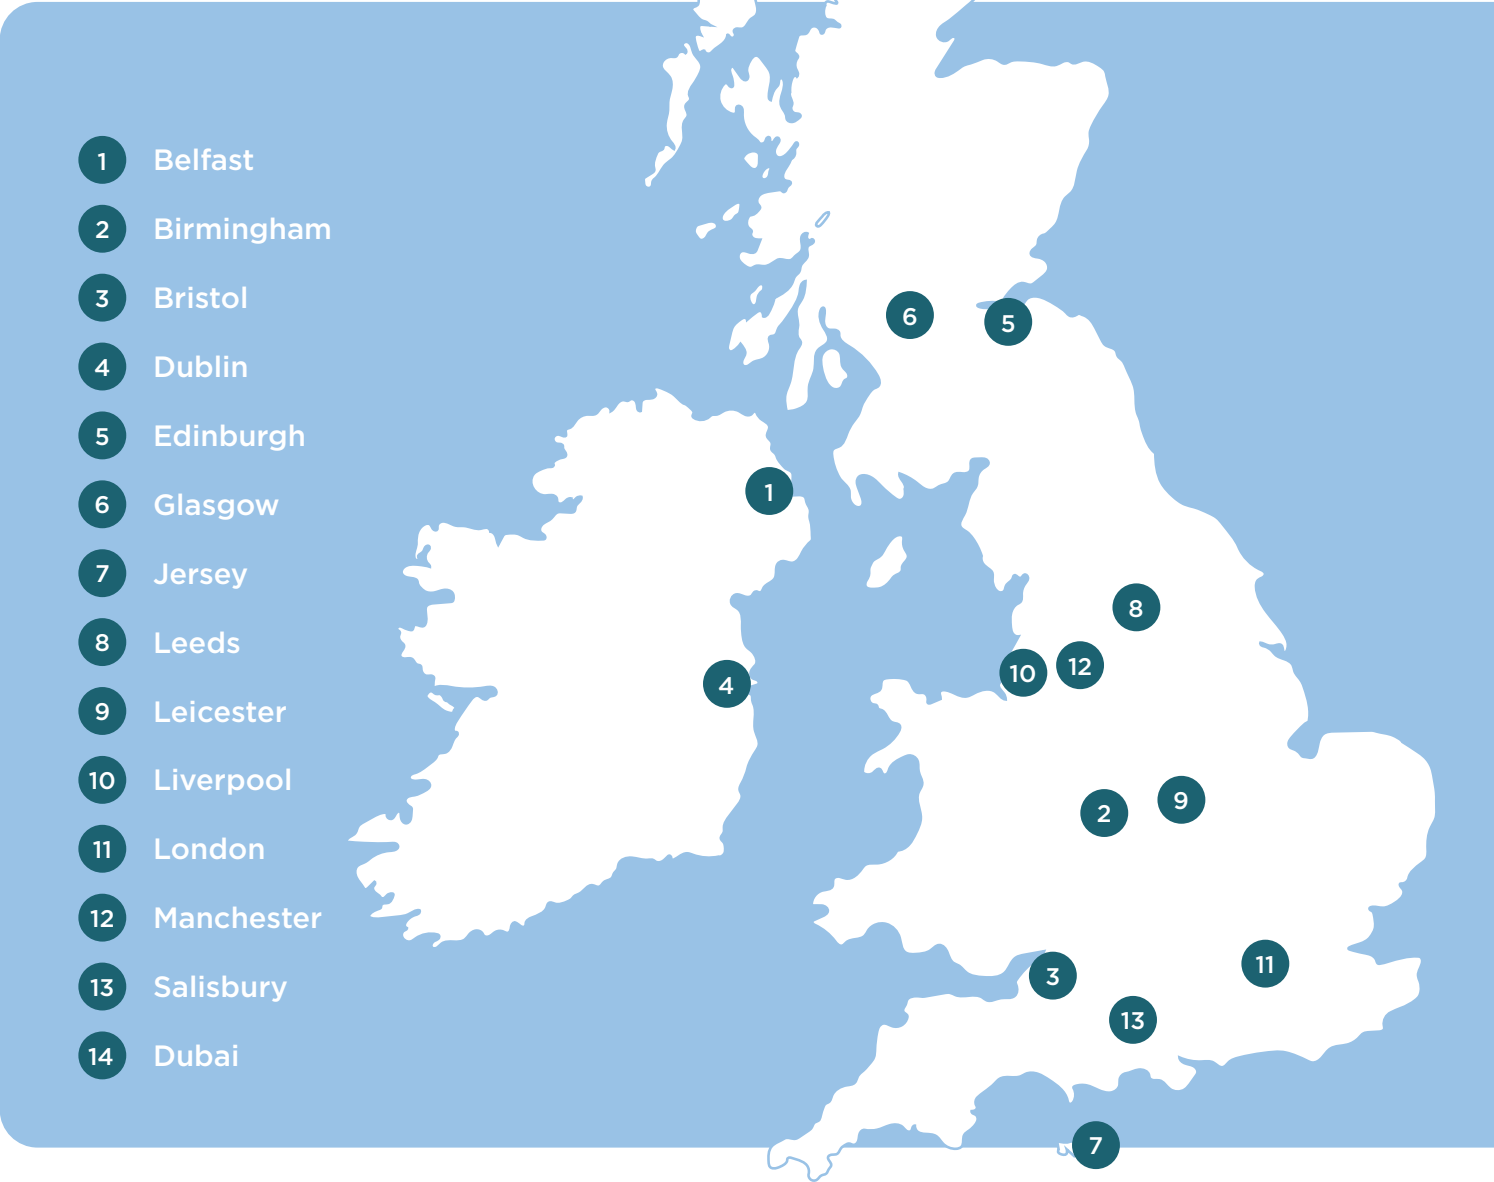 1 Belfast
2 Birmingham
3 Bristol
4 Dublin
5 Edinburgh
6 Glasgow
7 Jersey
8 Leeds
9 Leicester
10 Liverpool
11 London
12 Manchester
13 Salisbury
14 Dubai
6
5
1
8
12
10
4
9
2
11
3
13
7